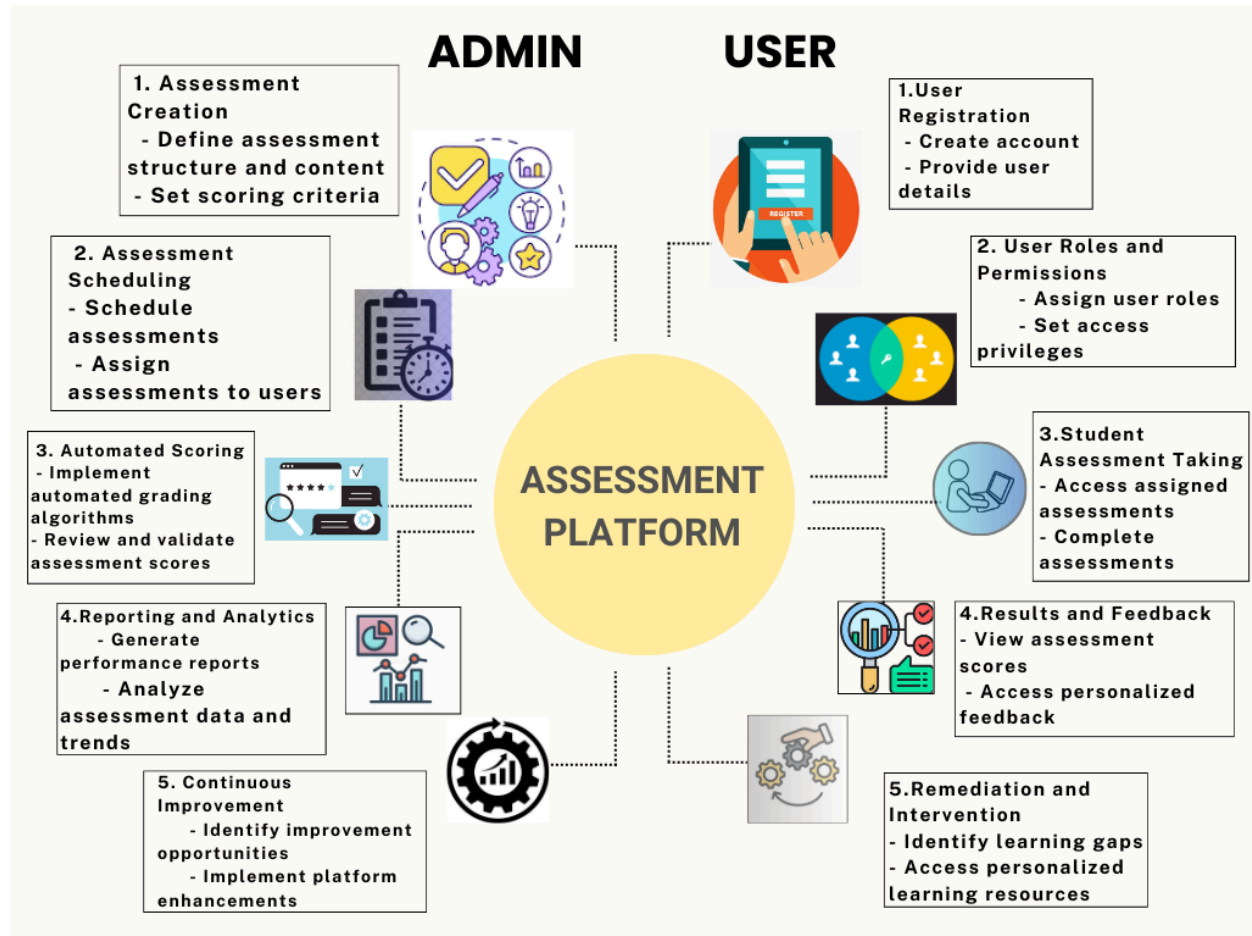 ADMIN
USER
1. Assessment
Creation
- Define assessment
structure and content
- Set scoring criteria
2. Assessment
Scheduling
- Schedule
assessments
- Assign
assessments to users
3. Automated Scoring
- Implement
automated grading
algorithms
- Review and validate
assessment scores
4.Reporting and Analytics
- Generate
performance reports
- Analyze
assessment data and
trends
5. Continuous
Improvement
- Identify improvement
opportunities
- Implement platform
enhancements
ASSESSMENT
PLATFORM
1.User
Registration
- Create account
- Provide user
details
REGISTER
2. User Roles and
Permissions
- Assign user roles
- Set access
privileges
3.Student
Assessment Taking
- Access assigned
assessments
- Complete
assessments
4.Results and Feedback
- View assessment
scores
- Access personalized
feedback
5.Remediation and
Intervention
- Identify learning gaps
- Access personalized
learning resources